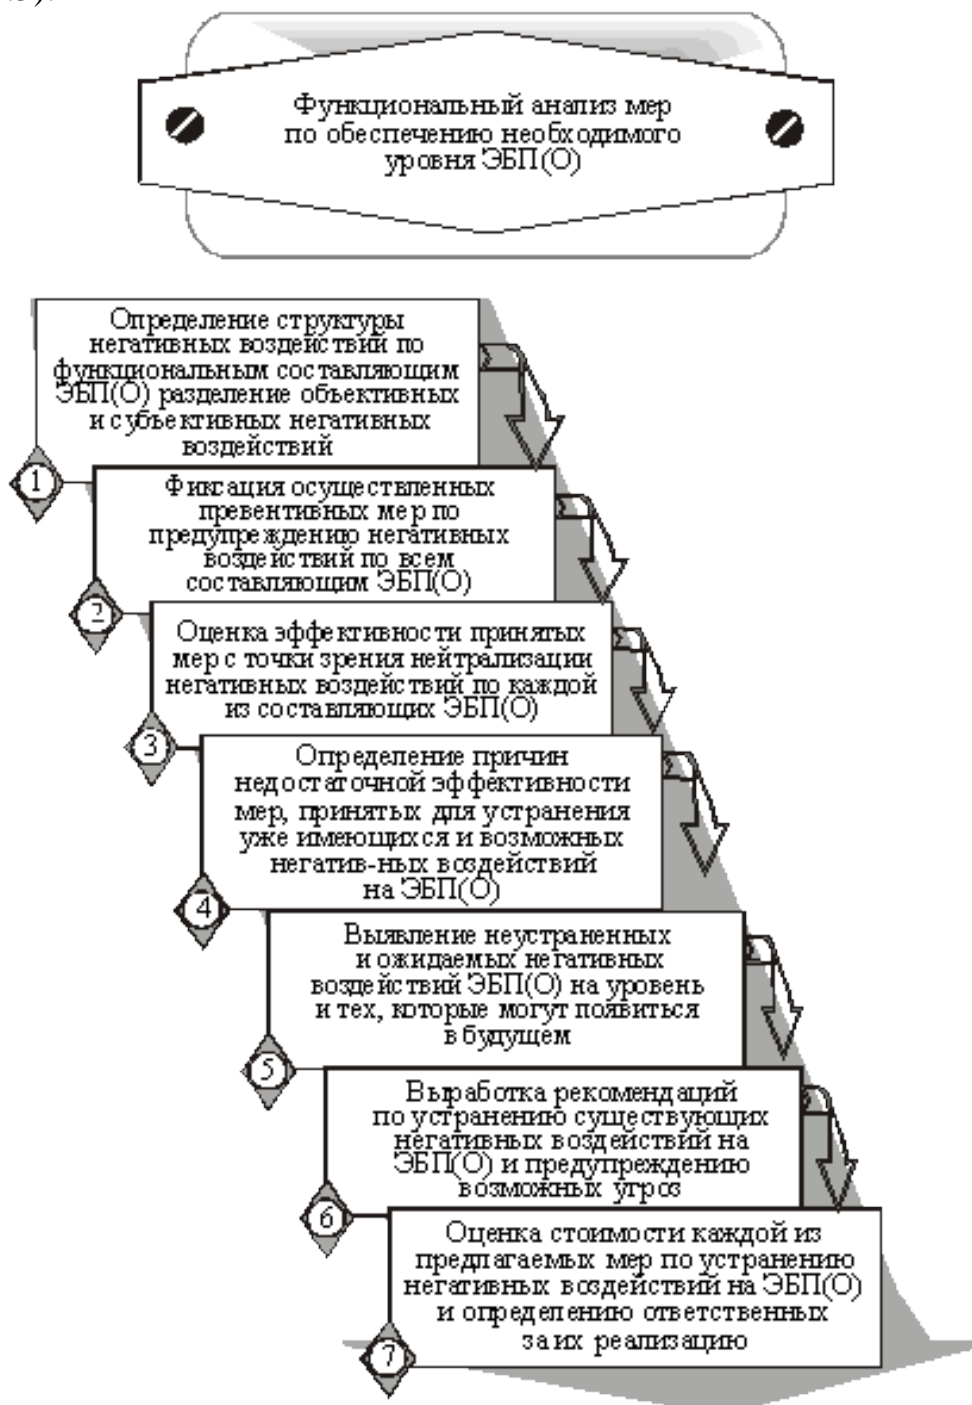 Функциональный анализ мер
по обеспечению необходимого
уровня ЭБП(О)
Определение структуры
негативных воздействий по
функциональным составляющим
ЭБП(О) разделение объективных
и субъективных негативных
воздействий
1
Фиксация осуществленных
превентивных мер по
предупреждению негативных
воздействий по всем
составляющим ЭБП(О)
2
Оценка эффективности принятых
мер с точки зрения нейтрализации
негативных воздействий по каждой
из составляющих ЭБП(О)
3
Определение причин
недостаточной эффективности
мер, принятых для устранения
уже имеющихся и возможных
негатив-ных воздействий
на ЭБП(О)
4
Выявление неустраненных
и ожидаемых негативных
воздействий ЭБП(О) на уровень
и тех, которые могут появиться
в будущем
5
Выработка рекомендаций
по устранению существующих
негативных воздействий на
ЭБП(О) и предупреждению
возможных угроз
6
Оценка стоимости каждой из
предлагаемых мер по устранению
негативных воздействий на ЭБП(О)
и определению ответственных
за их реализацию
7